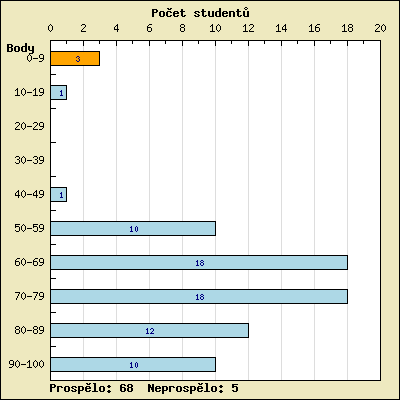 Počet studentů
0 2 4 6 8 10 12 14 16 18 20
Body
0-9 3
10-19 1
20-29
30-39
40-49 1
50-59 10
60-69 18
70-79 18
80-89 12
90-100 10
Prospělo: 68 Neprospělo: 5